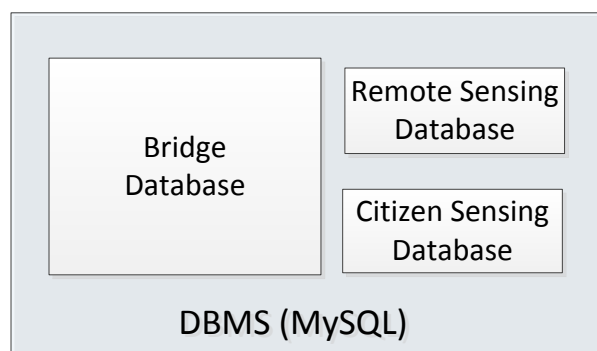 Bridge
Database
Remote Sensing
Database
Citizen Sensing
Database
DBMS (MySQL)